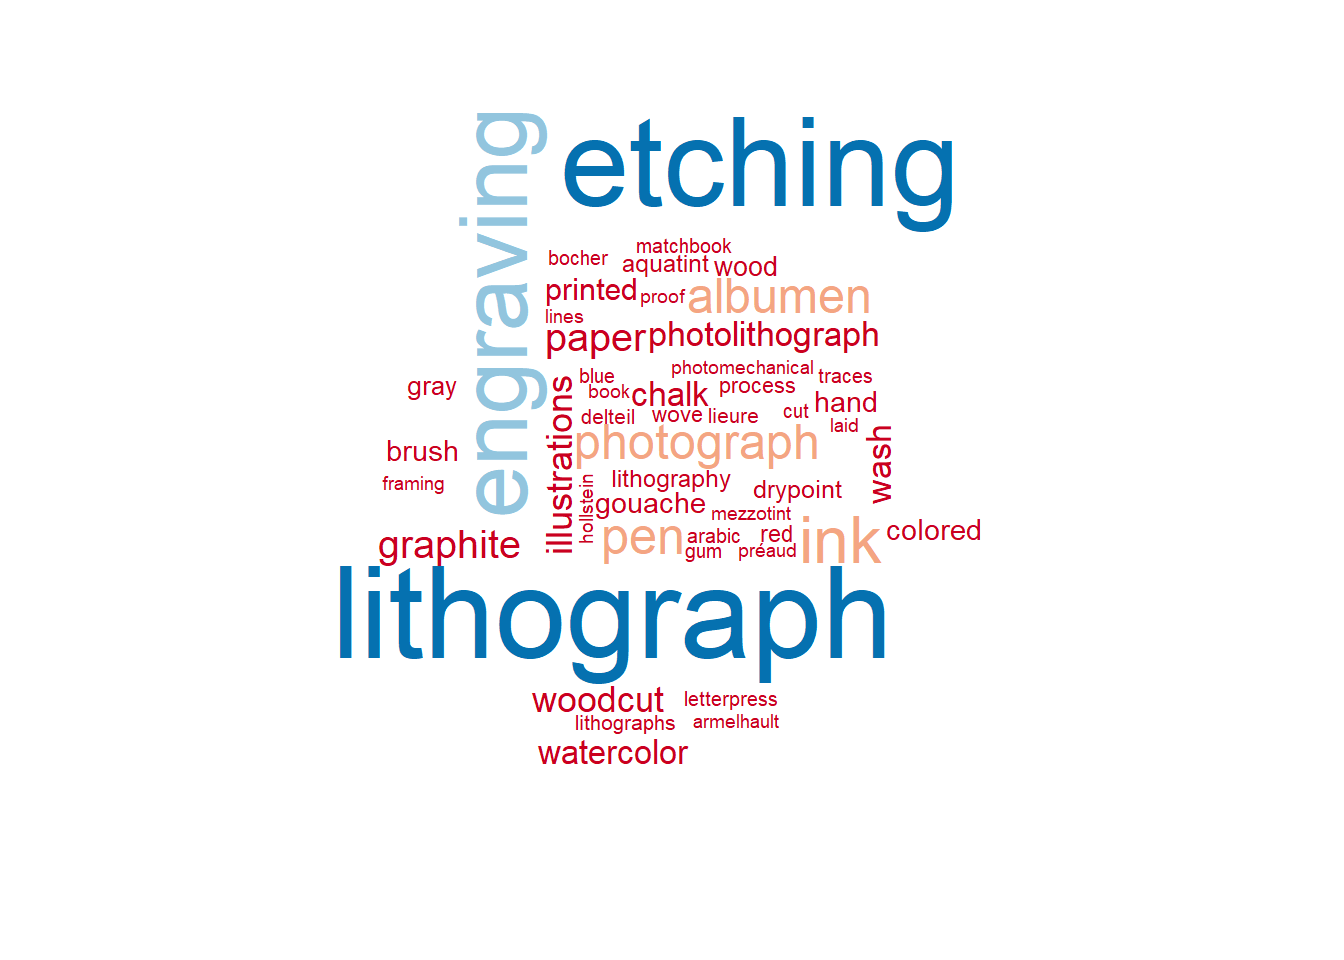 engraving
etching
matchbook
bocher
aquatint
wood
printed
proof
albumen
lines
paper
photolithograph
photomechanical
gray
blue
process
traces
book
chalk
hand
illustrations
delteil
wove
lieure
cut
laid
brush
photograph
wash
framing
lithography
hollstein
gouache
drypoint
mezzotint
graphite
pen
arabic
red
ink
colored
gum
préaud
lithograph
woodcut
letterpress
lithographs
armelhault
watercolor